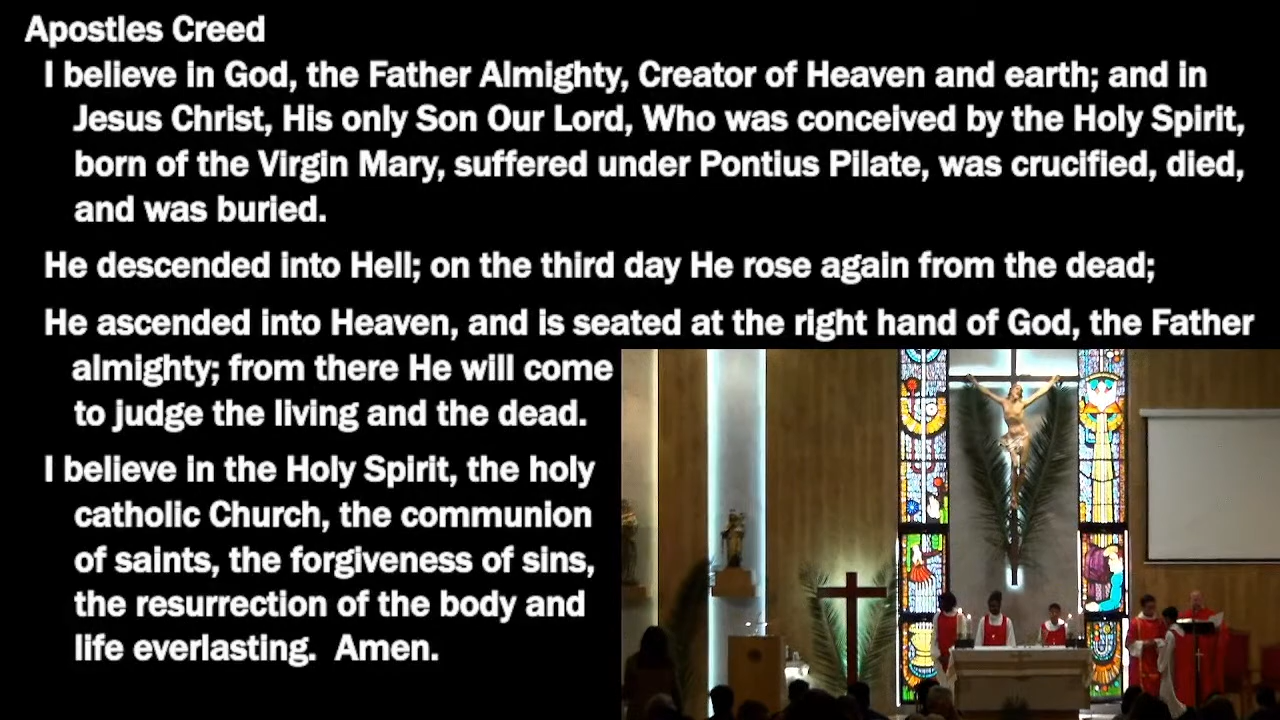 Apostles Creed
I believe in God, the Father Almighty, Creator of Heaven and earth; and in
Jesus Christ, His only Son Our Lord, Who was conceived by the Holy Spirit,
born of the Virgin Mary, suffered under Pontius Pilate, was crucified, died,
and was buried.
He descended into Hell; on the third day He rose again from the dead;
He ascended into Heaven, and is seated at the right hand of God, the Father
almighty; from there He will come
to judge the living and the dead.
I believe in the Holy Spirit, the holy
catholic Church, the communion
of saints, the forgiveness of sins,
the resurrection of the body and
life everlasting.  Amen.